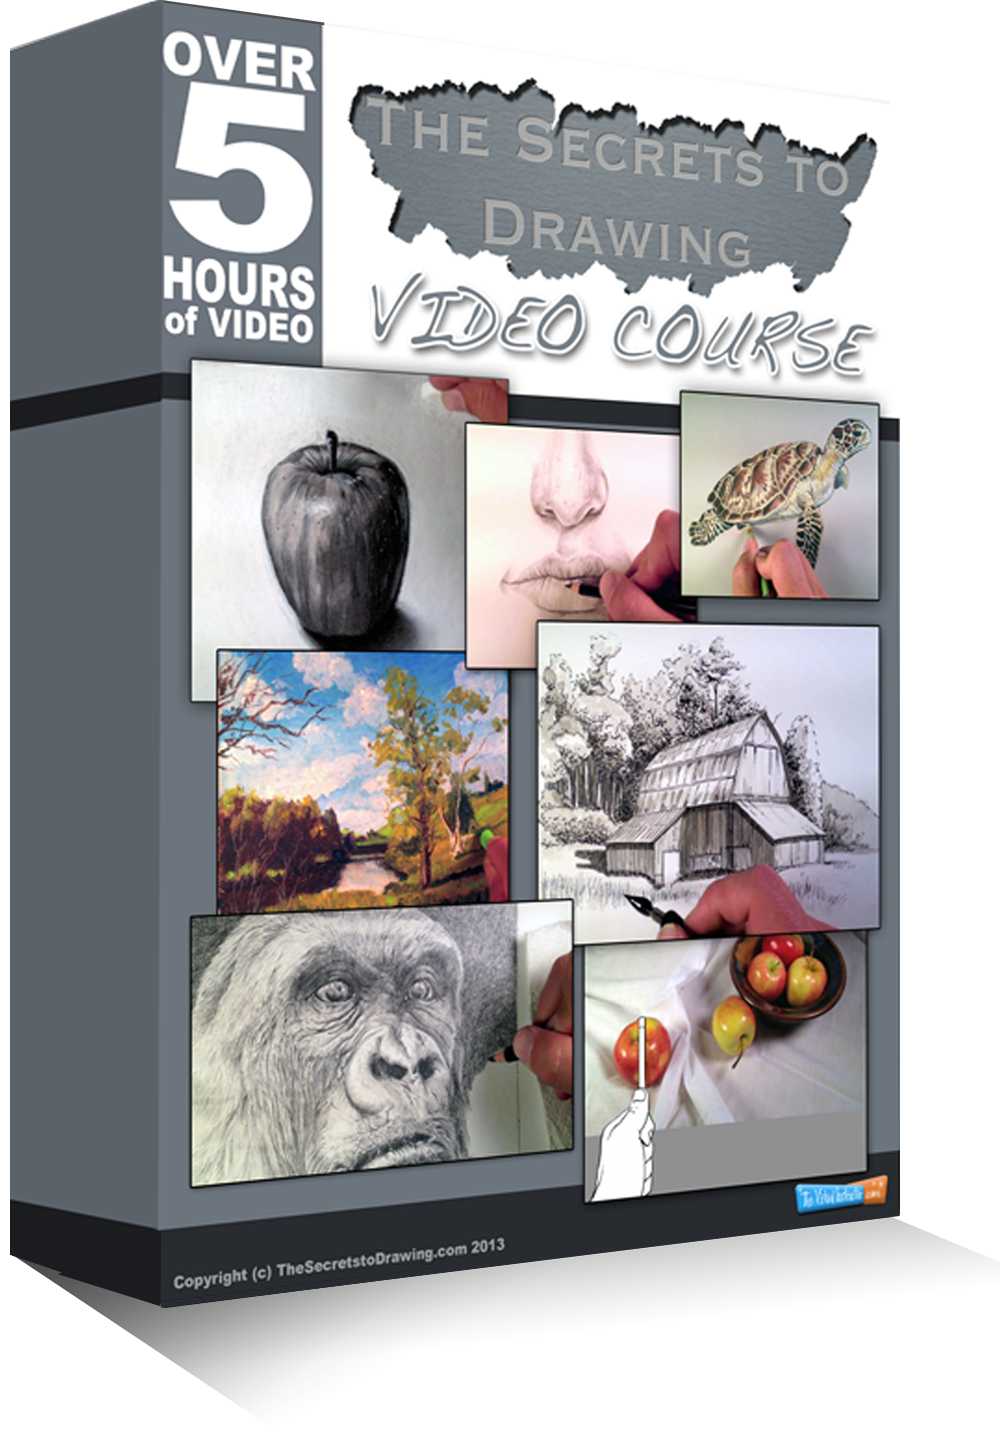 OVER
5
HOURS
of VIDEO
The Secrets to
Drawing
VIDEO COURSE
Copyright (c) TheSecretstoDrawing.com 2013